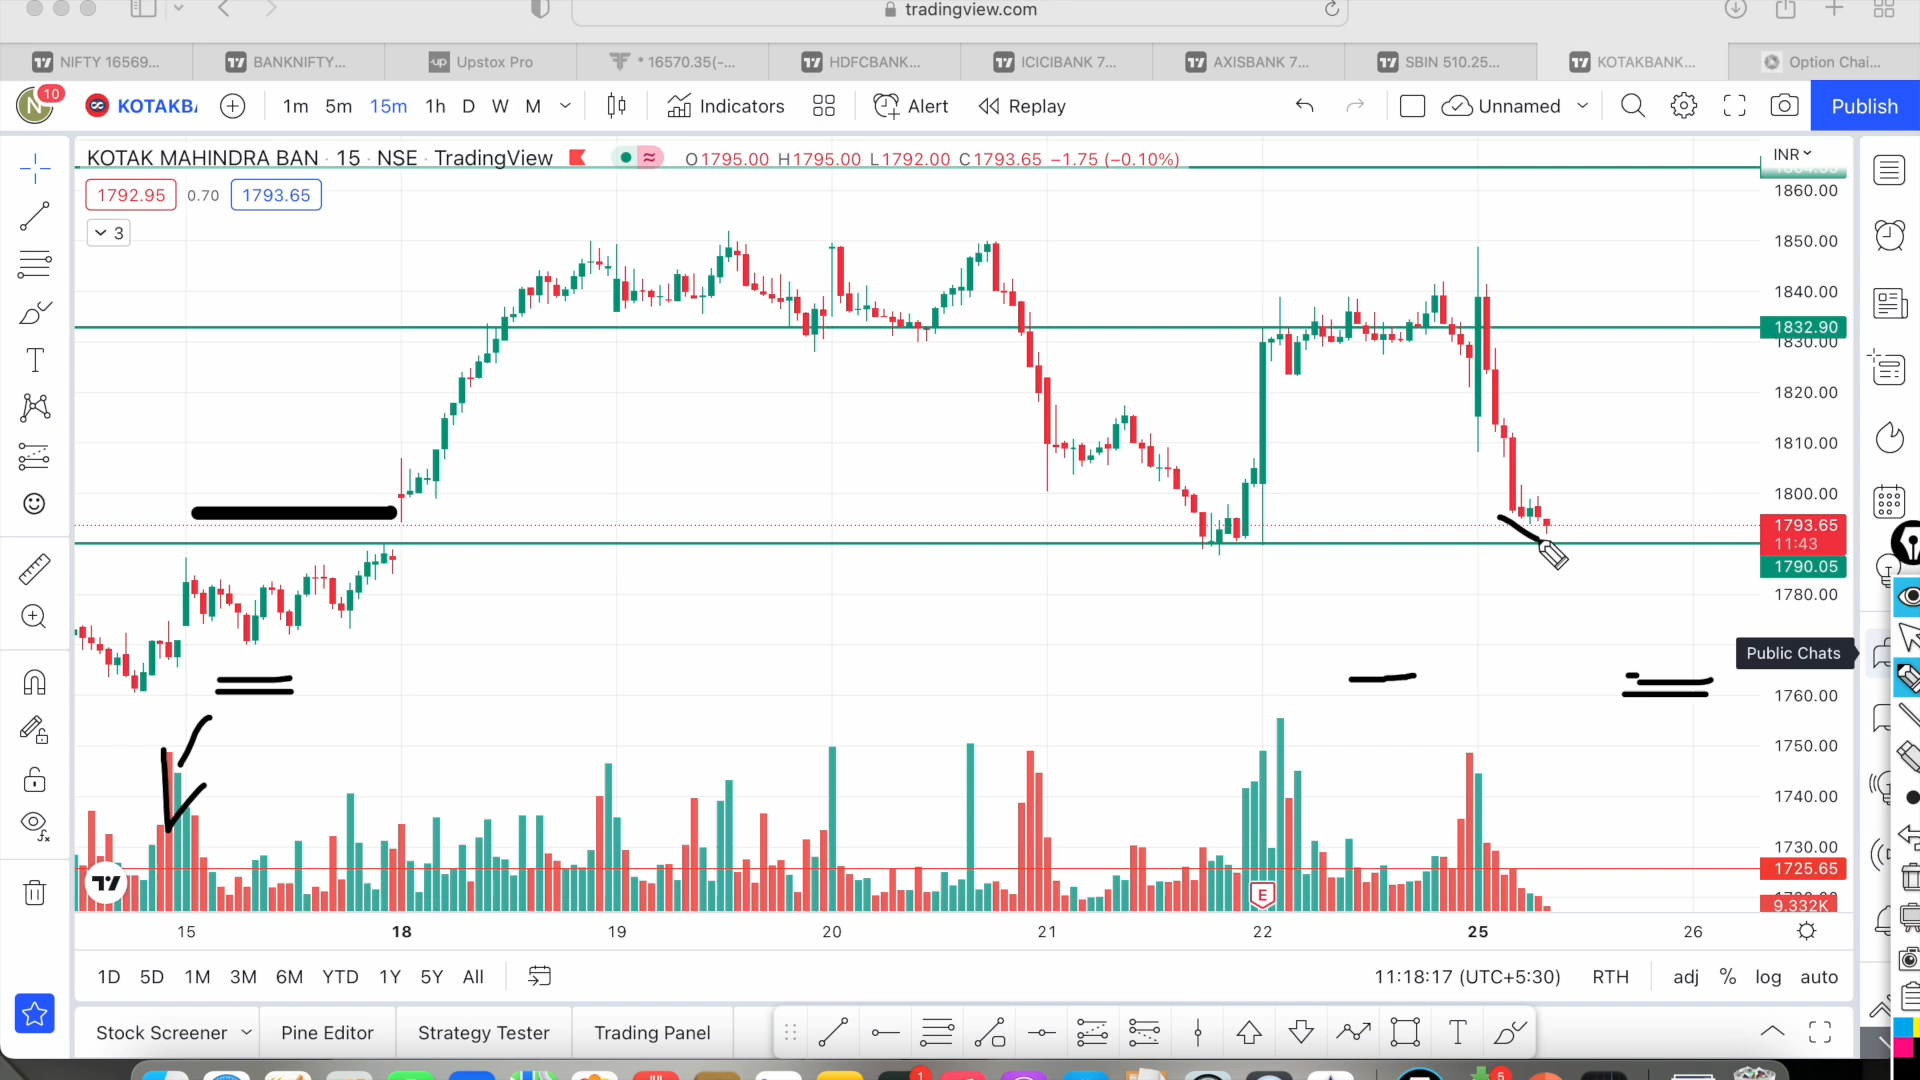 tradingview.com
NIFTY 16569...
BANKNIFTY...
up Upstox Pro
* 16570.35(-...
HDFCBANK...
ICICIBANK 7...
AXISBANK 7...
SBIN 510.25...
KOTAKBANK...
Option Chai...
N 10 KOTAKBA 1m 5m 15m 1h D W M Indicators Alert Replay Unnamed Publish
KOTAK MAHINDRA BAN · 15 · NSE · TradingView O1795.00 H1795.00 L1792.00 C1793.65 −1.75 (−0.10%) INR
1792.95 0.70 1793.65
3
1860.00
1850.00
1840.00
1832.90
1830.00
1820.00
1810.00
1800.00
1793.65
11:43
1790.05
1780.00
Public Chats
1760.00
1750.00
1740.00
1730.00
1725.65
9.332K
E
15 18 19 20 21 22 25 26
1D 5D 1M 3M 6M YTD 1Y 5Y All 11:18:17 (UTC+5:30) RTH adj % log auto
Stock Screener Pine Editor Strategy Tester Trading Panel T
1 5